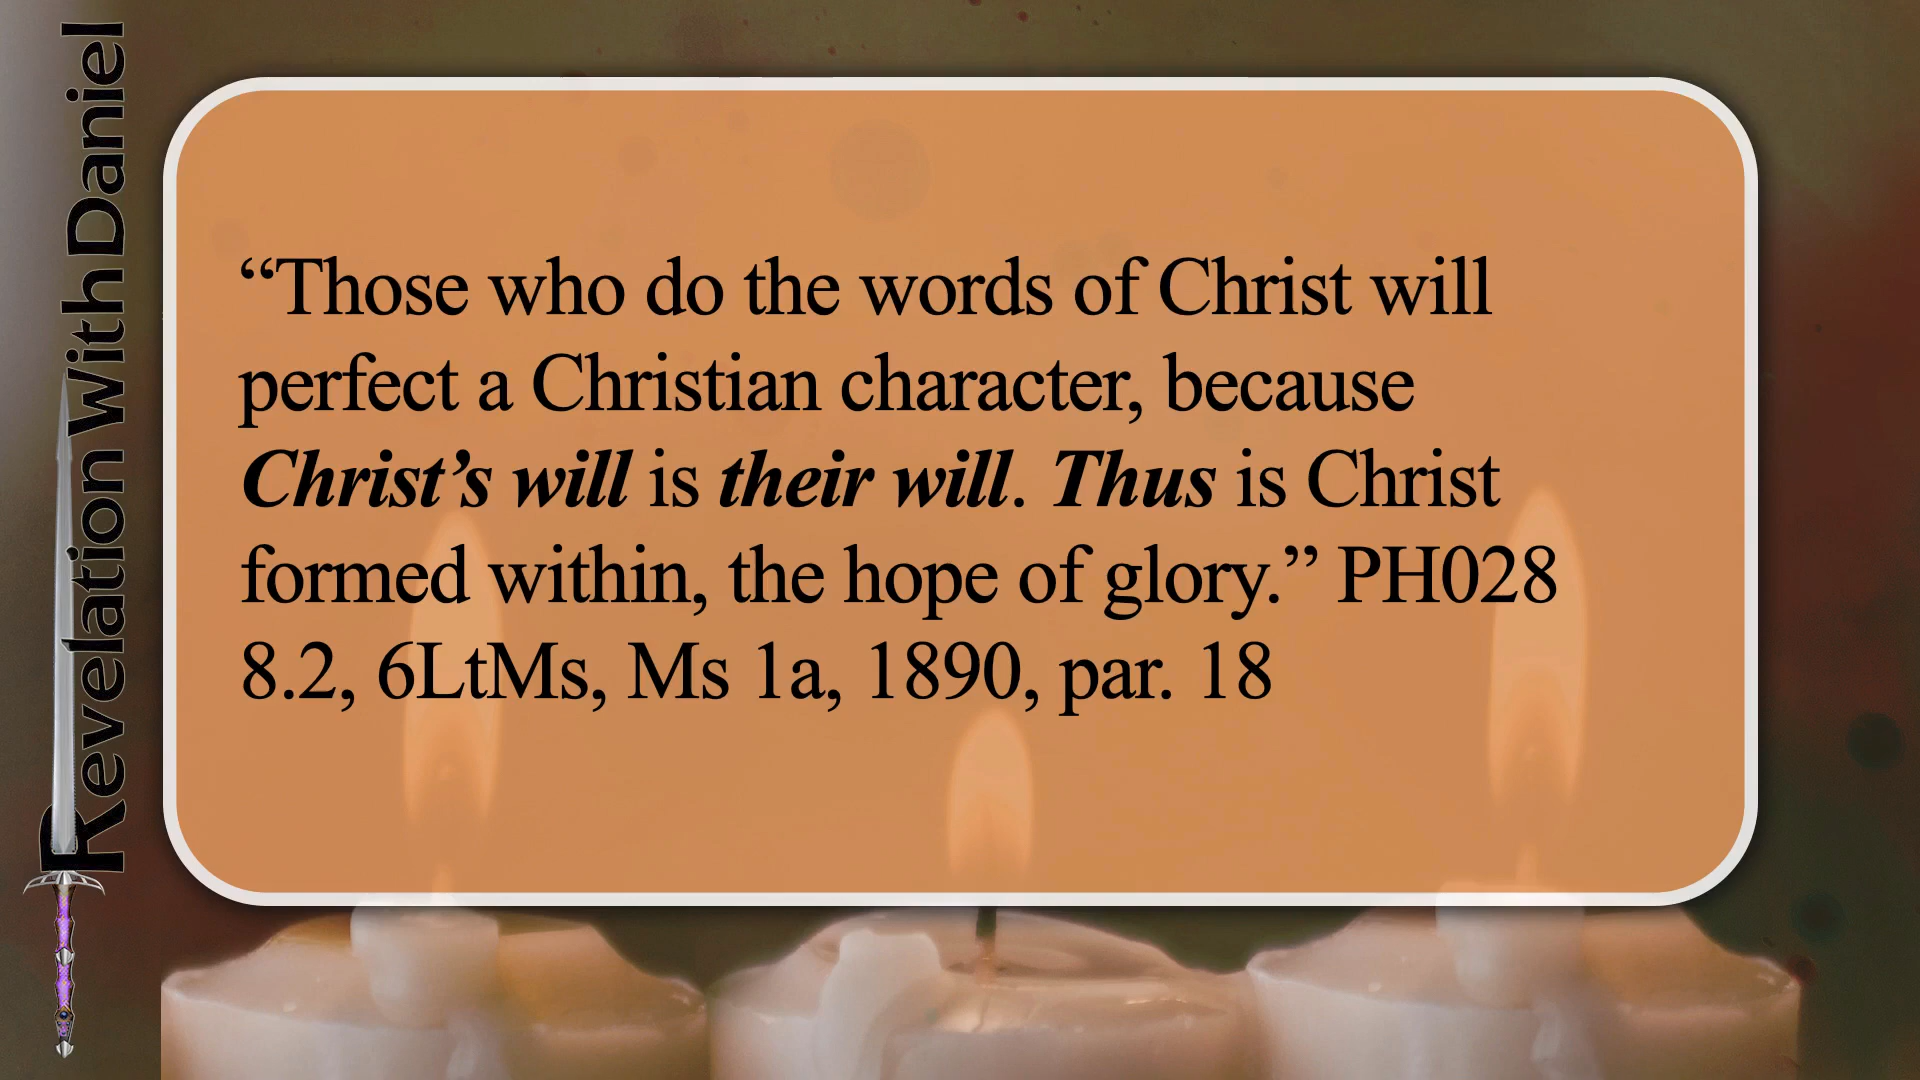 Revelation With Daniel
“Those who do the words of Christ will
perfect a Christian character, because
Christ’s will is their will. Thus is Christ
formed within, the hope of glory.” PH028
8.2, 6LtMs, Ms 1a, 1890, par. 18